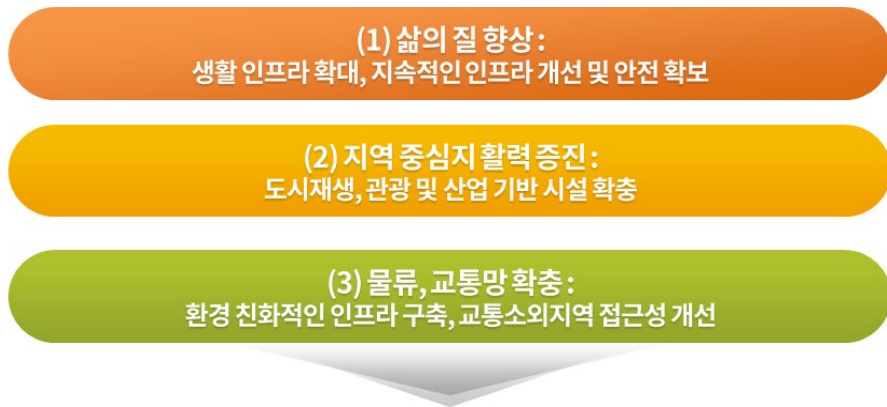 (1) 삶의 질 향상 :
생활 인프라 확대, 지속적인 인프라 개선 및 안전 확보
(2) 지역 중심지 활력 증진 :
도시재생, 관광 및 산업 기반 시설 확충
(3) 물류, 교통망 확충 :
환경 친화적인 인프라 구축, 교통소외지역 접근성 개선